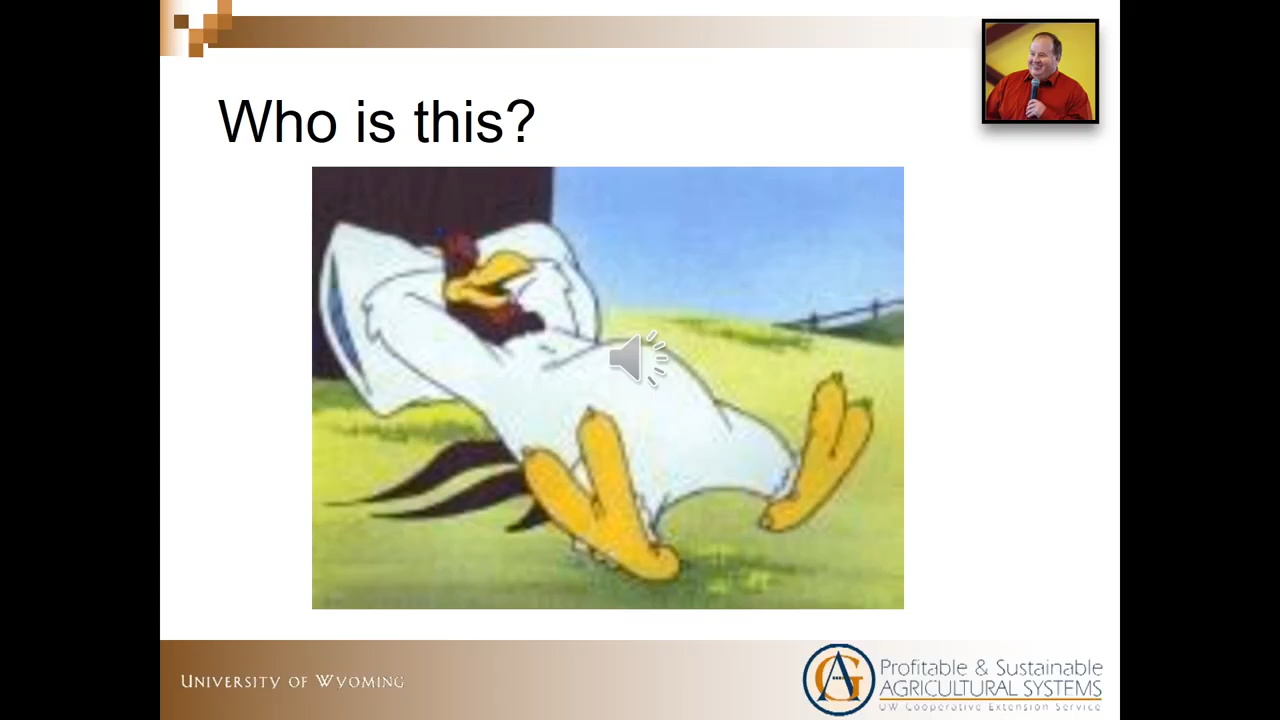 Who is this?
UNIVERSITY OF WYOMING
Profitable & Sustainable
AGRICULTURAL SYSTEMS
UW Cooperative Extension Service